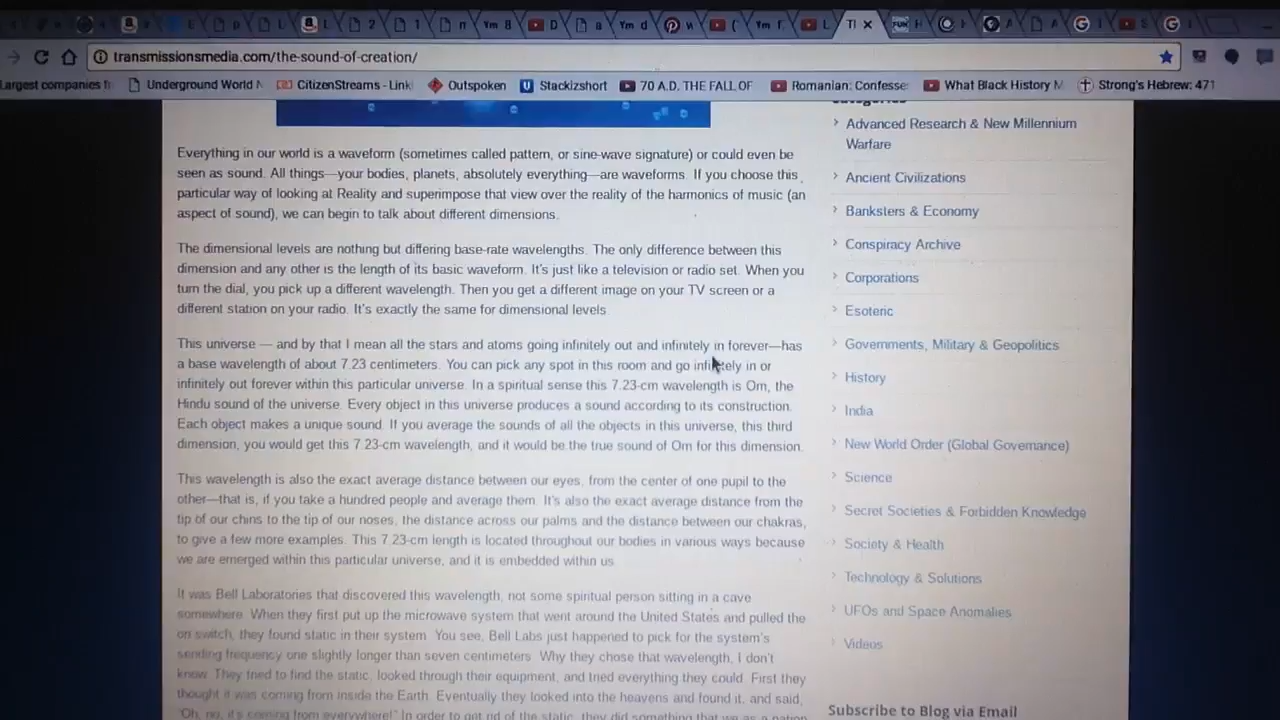 transmissionsmedia.com/the-sound-of-creation/
Largest companies
Underground World
CitizenStreams - Link
Outspoken
Stackizshort
70 A.D. THE FALL OF
Romanian: Confesse
What Black History
Strong's Hebrew: 471
Everything in our world is a waveform (sometimes called pattern, or sine-wave signature) or could even be
seen as sound. All things—your bodies, planets, absolutely everything—are waveforms. If you choose this
particular way of looking at Reality and superimpose that view over the reality of the harmonics of music (an
aspect of sound), we can begin to talk about different dimensions.
The dimensional levels are nothing but differing base-rate wavelengths. The only difference between this
dimension and any other is the length of its basic waveform. It's just like a television or radio set. When you
turn the dial, you pick up a different wavelength. Then you get a different image on your TV screen or a
different station on your radio. It's exactly the same for dimensional levels.
This universe — and by that I mean all the stars and atoms going infinitely out and infinitely in forever—has
a base wavelength of about 7.23 centimeters. You can pick any spot in this room and go infinitely in or
infinitely out forever within this particular universe. In a spiritual sense this 7.23-cm wavelength is Om, the
Hindu sound of the universe. Every object in this universe produces a sound according to its construction.
Each object makes a unique sound. If you average the sounds of all the objects in this universe, this third
dimension, you would get this 7.23-cm wavelength, and it would be the true sound of Om for this dimension.
This wavelength is also the exact average distance between our eyes, from the center of one pupil to the
other—that is, if you take a hundred people and average them. It's also the exact average distance from the
tip of our chins to the tip of our noses, the distance across our palms and the distance between our chakras,
to give a few more examples. This 7.23-cm length is located throughout our bodies in various ways because
we are emerged within this particular universe, and it is embedded within us.
It was Bell Laboratories that discovered this wavelength, not some spiritual person sitting in a cave
somewhere. When they first put up the microwave system that went around the United States and pulled the
on switch, they found static in their system. You see, Bell Labs just happened to pick for the system's
sending frequency one slightly longer than seven centimeters. Why they chose that wavelength, I don't
know. They tried to find the static, looked through their equipment, and tried everything they could. First they
thought it was coming from inside the Earth. Eventually they looked into the heavens and found it, and said,
"Oh, no, it's coming from everywhere!" In order to get rid of the static, they did something that we as a nation
Categories
Advanced Research & New Millennium
Warfare
Ancient Civilizations
Banksters & Economy
Conspiracy Archive
Corporations
Esoteric
Governments, Military & Geopolitics
History
India
New World Order (Global Governance)
Science
Secret Societies & Forbidden Knowledge
Society & Health
Technology & Solutions
UFOs and Space Anomalies
Videos
Subscribe to Blog via Email